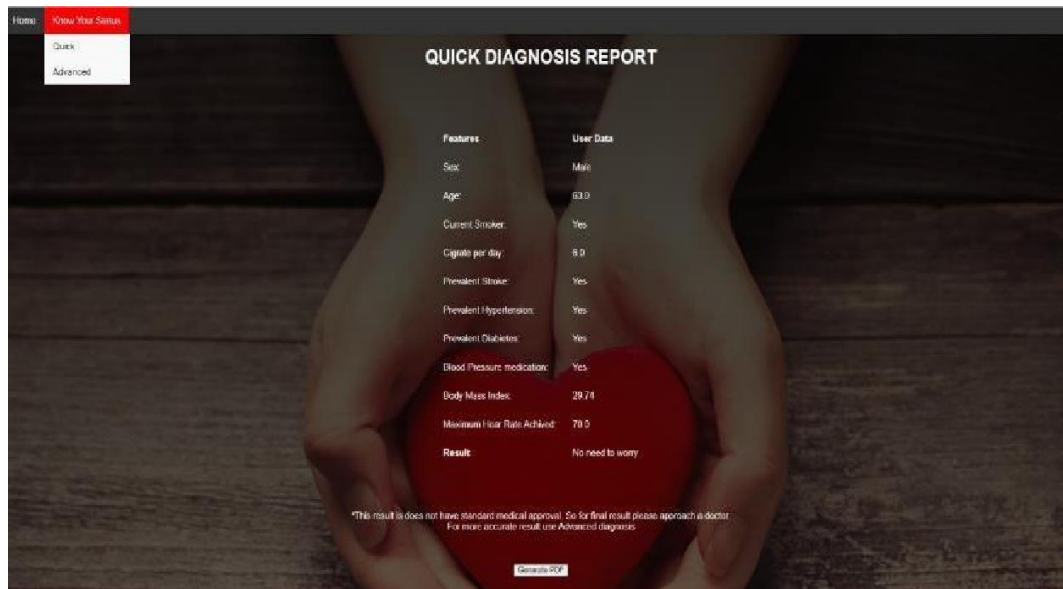 Home Know Your Status
Quick
Advanced
QUICK DIAGNOSIS REPORT
Features User Data
Sex: Male
Age: 63.0
Current Smoker: Yes
Cigrate per day: 6.0
Prevalent Stroke: Yes
Prevalent Hypertension: Yes
Prevalent Diabietes: Yes
Blood Pressure medication: Yes
Body Mass Index: 29.74
Maximum Hear Rate Achived: 70.0
Result No need to worry
*This result is does not have standard medical approval. So for final result please approach a doctor
For more accurate result use Advanced diagnosis
Generate PDF